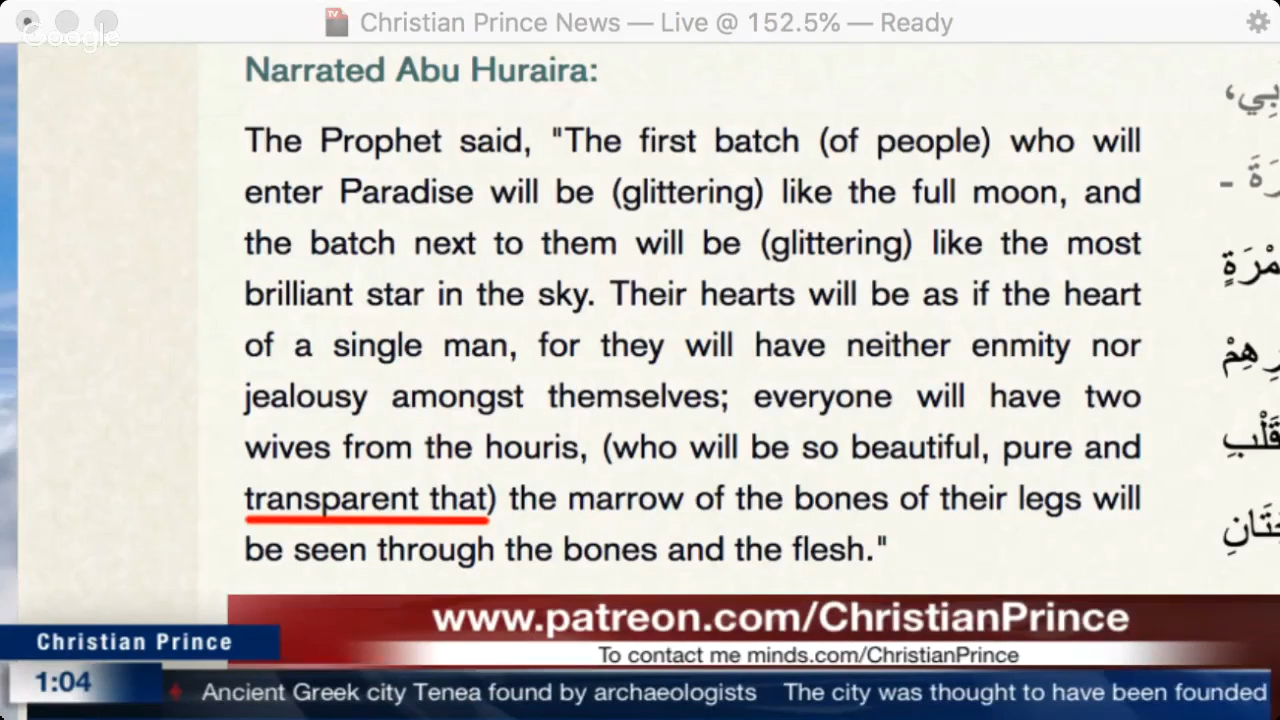 Christian Prince News — Live @ 152.5% — Ready
Google
Narrated Abu Huraira:
The Prophet said, "The first batch (of people) who will
enter Paradise will be (glittering) like the full moon, and
the batch next to them will be (glittering) like the most
brilliant star in the sky. Their hearts will be as if the heart
of a single man, for they will have neither enmity nor
jealousy amongst themselves; everyone will have two
wives from the houris, (who will be so beautiful, pure and
transparent that) the marrow of the bones of their legs will
be seen through the bones and the flesh."
www.patreon.com/ChristianPrince
To contact me minds.com/ChristianPrince
Christian Prince
1:04
Ancient Greek city Tenea found by archaeologists The city was thought to have been founded